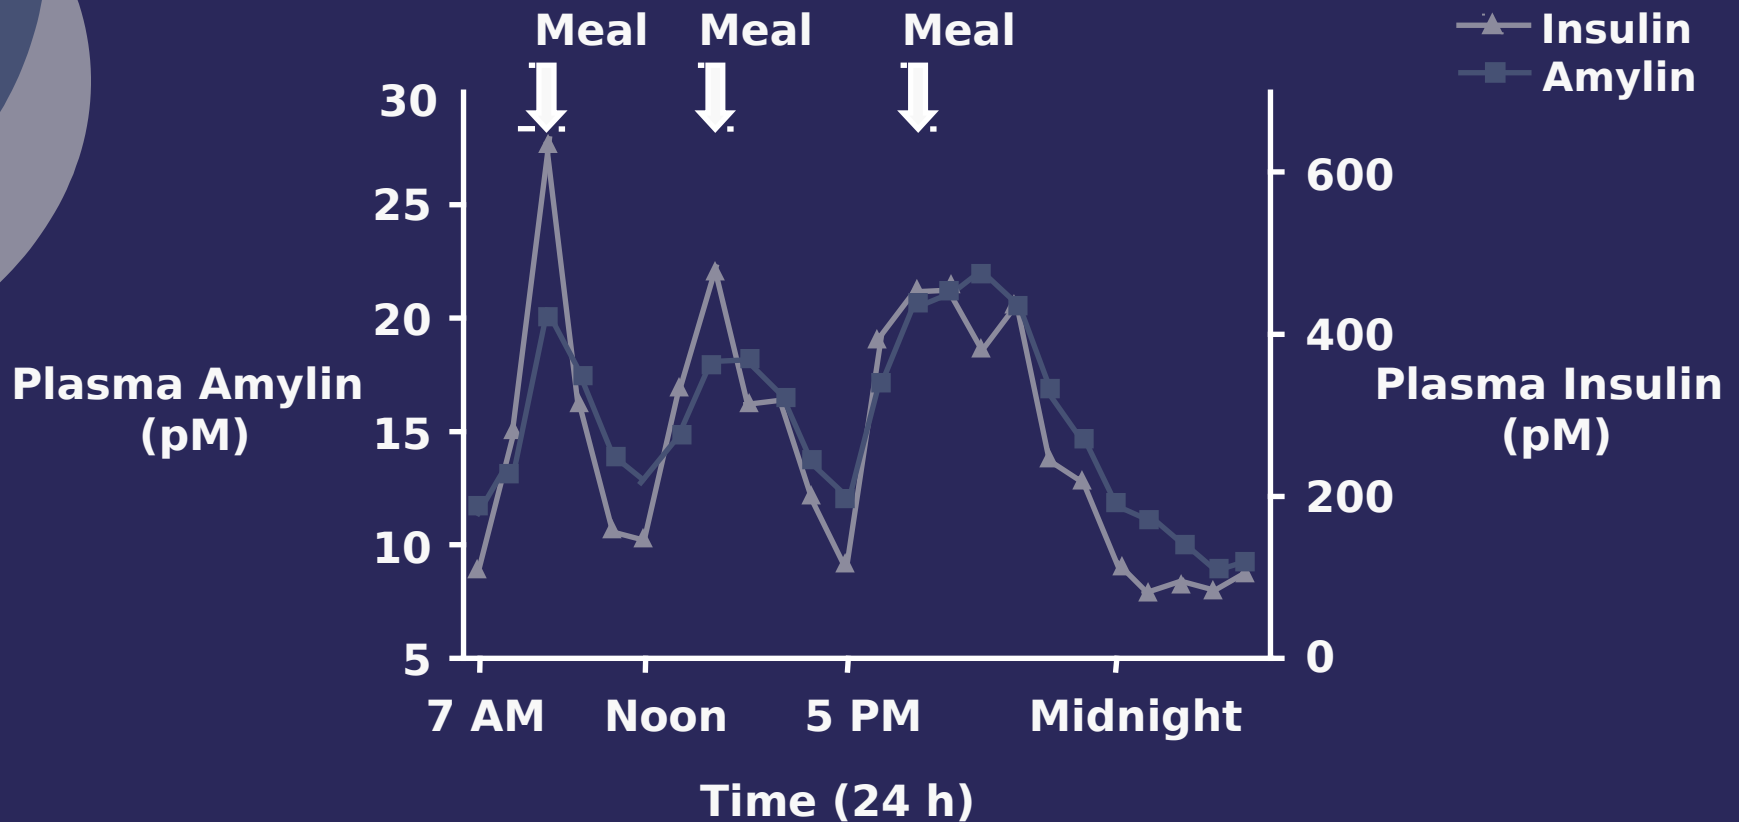 Meal Meal Meal
Insulin
Amylin
30
25
20
15
10
5
600
400
200
0
Plasma Amylin
(pM)
Plasma Insulin
(pM)
7 AM Noon 5 PM Midnight
Time (24 h)